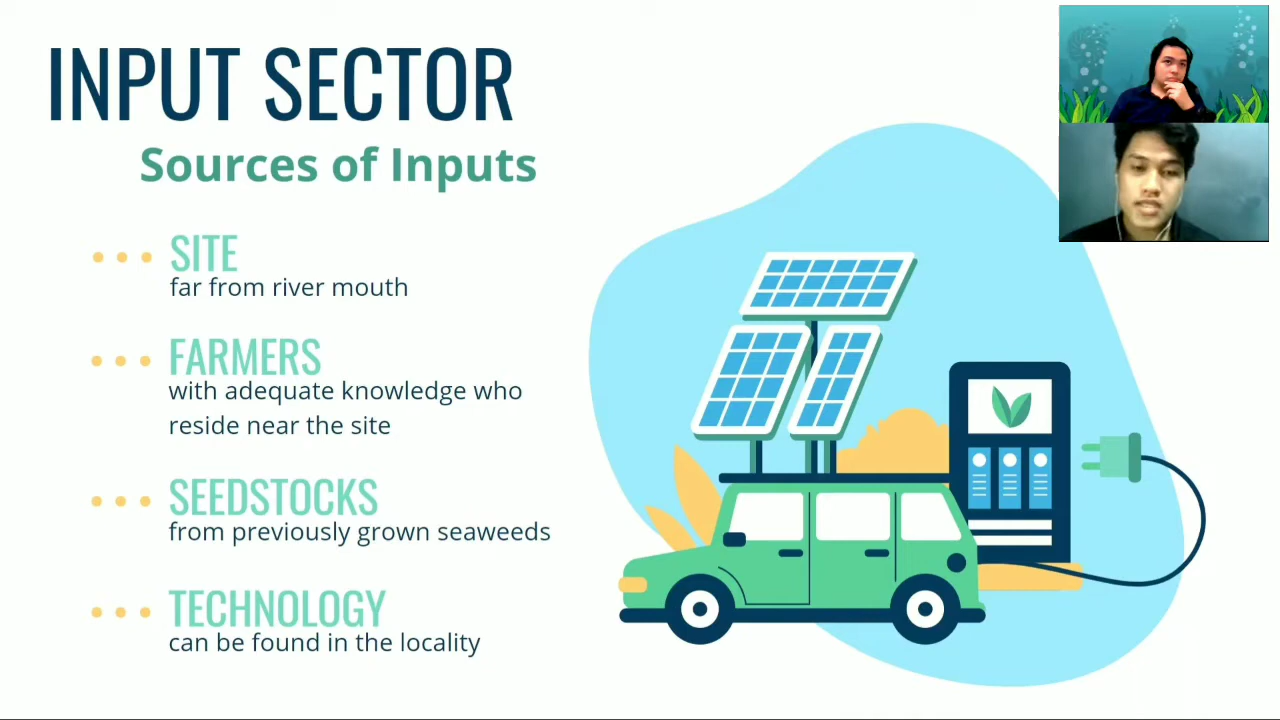 INPUT SECTOR
Sources of Inputs
SITE
far from river mouth
FARMERS
with adequate knowledge who
reside near the site
SEEDSTOCKS
from previously grown seaweeds
TECHNOLOGY
can be found in the locality